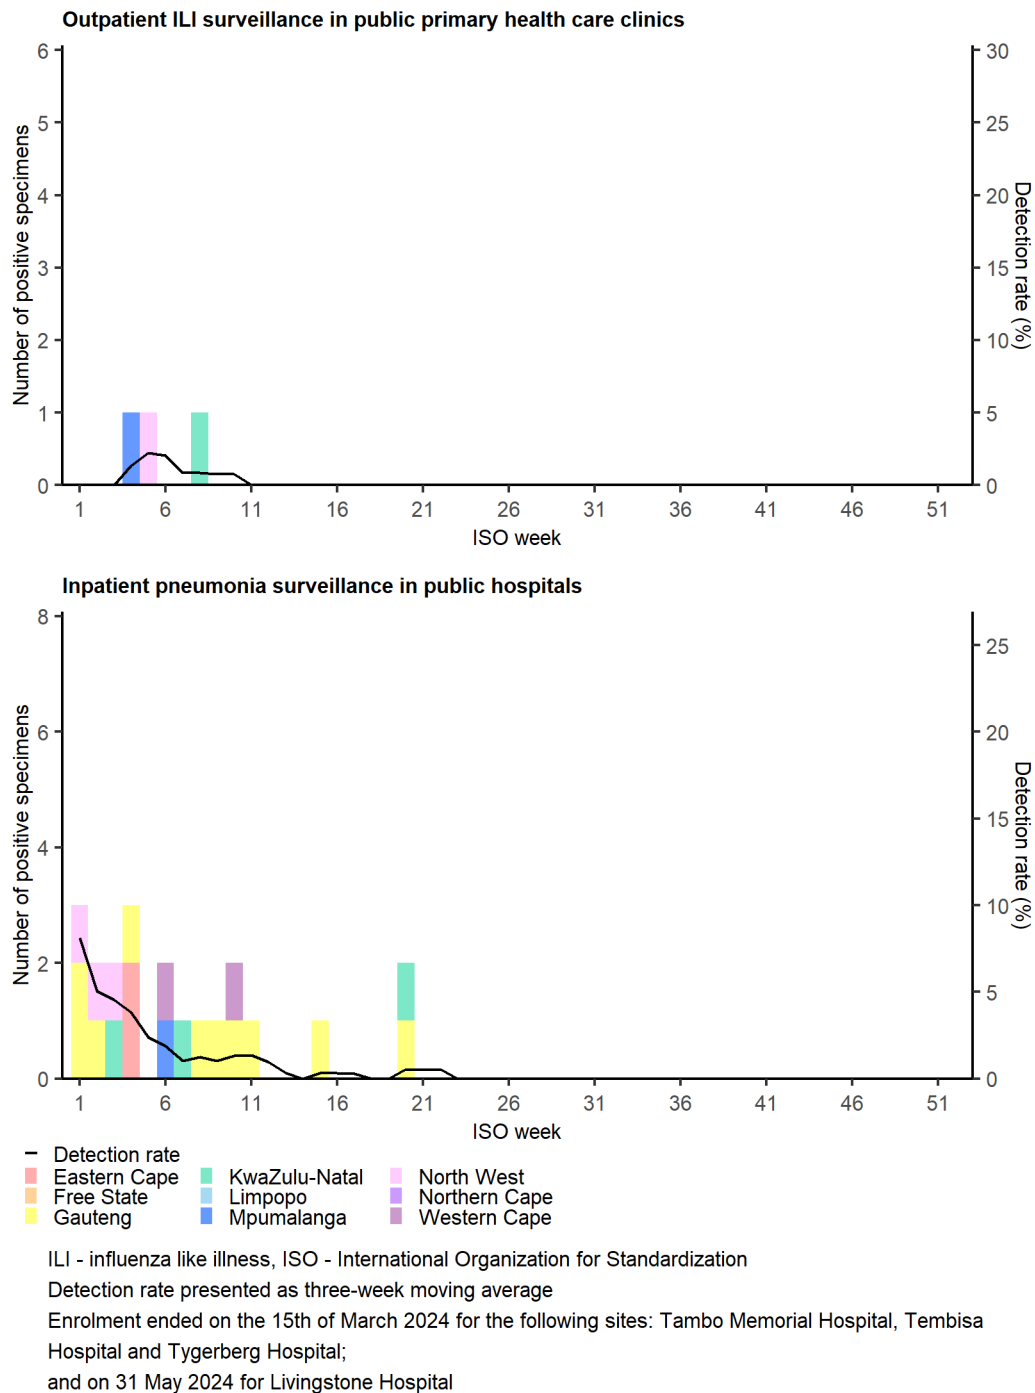 Outpatient ILI surveillance in public primary health care clinics
6
5
4
3
2
1
0
Number of positive specimens
30
25
20
15
10
5
0
Detection rate (%)
1 6 11 16 21 26 31 36 41 46 51
ISO week
Inpatient pneumonia surveillance in public hospitals
8
6
4
2
0
Number of positive specimens
25
20
15
10
5
0
Detection rate (%)
1 6 11 16 21 26 31 36 41 46 51
ISO week
Detection rate
Eastern Cape KwaZulu-Natal North West
Free State Limpopo Northern Cape
Gauteng Mpumalanga Western Cape
ILI - influenza like illness, ISO - International Organization for Standardization
Detection rate presented as three-week moving average
Enrolment ended on the 15th of March 2024 for the following sites: Tambo Memorial Hospital, Tembisa
Hospital and Tygerberg Hospital;
and on 31 May 2024 for Livingstone Hospital